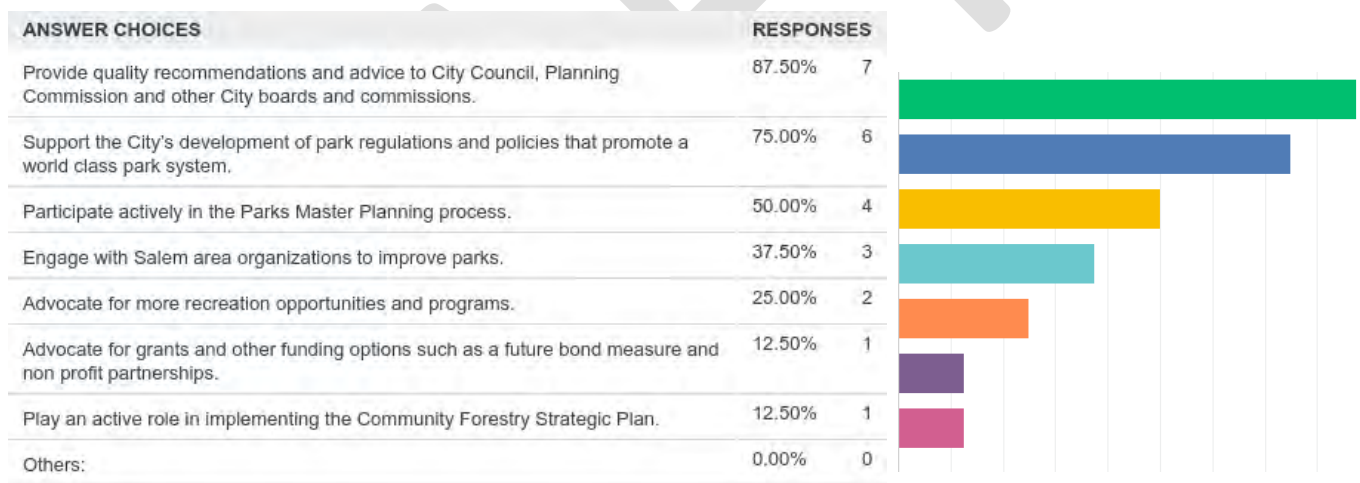 ANSWER CHOICES RESPONSES
Provide quality recommendations and advice to City Council, Planning 87.50% 7
Commission and other City boards and commissions.
Support the City's development of park regulations and policies that promote a 75.00% 6
world class park system.
Participate actively in the Parks Master Planning process. 50.00% 4
Engage with Salem area organizations to improve parks. 37.50% 3
Advocate for more recreation opportunities and programs. 25.00% 2
Advocate for grants and other funding options such as a future bond measure and 12.50% 1
non profit partnerships.
Play an active role in implementing the Community Forestry Strategic Plan. 12.50% 1
Others: 0.00% 0